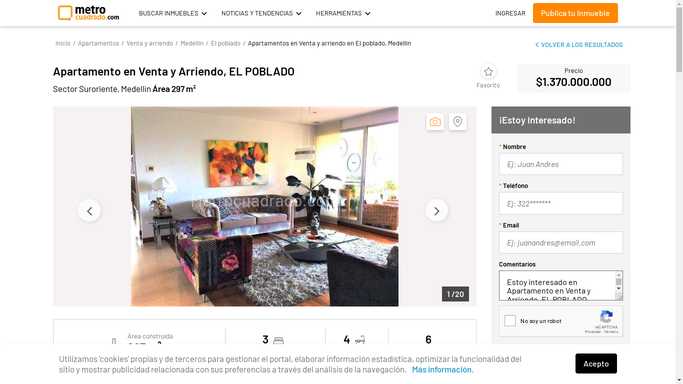 metro
cuadrado.com
BUSCAR INMUEBLES
NOTICIAS Y TENDENCIAS
HERRAMIENTAS
INGRESAR
Publica tu Inmueble
Inicio / Apartamentos / Venta y arriendo / Medellin / El poblado / Apartamentos en Venta y arriendo en El poblado, Medellin
VOLVER A LOS RESULTADOS
Apartamento en Venta y Arriendo, EL POBLADO
Sector Suroriente, Medellin Área 297 m²
Favorito
Precio
$1.370.000.000
metrocuadrado.com
1 / 20
¡Estoy Interesado!
* Nombre
Ej: Juan Andres
* Teléfono
Ej: 322*******
* Email
Ej: juanandres@email.com
Comentarios
Estoy interesado en
Apartamento en Venta y
Arriendo, EL POBLADO
No soy un robot
reCAPTCHA
Privacidad - Términos
Área construida
3
4
6
Utilizamos 'cookies' propias y de terceros para gestionar el portal, elaborar información estadística, optimizar la funcionalidad del
sitio y mostrar publicidad relacionada con sus preferencias a través del análisis de la navegación. Más información.
Acepto